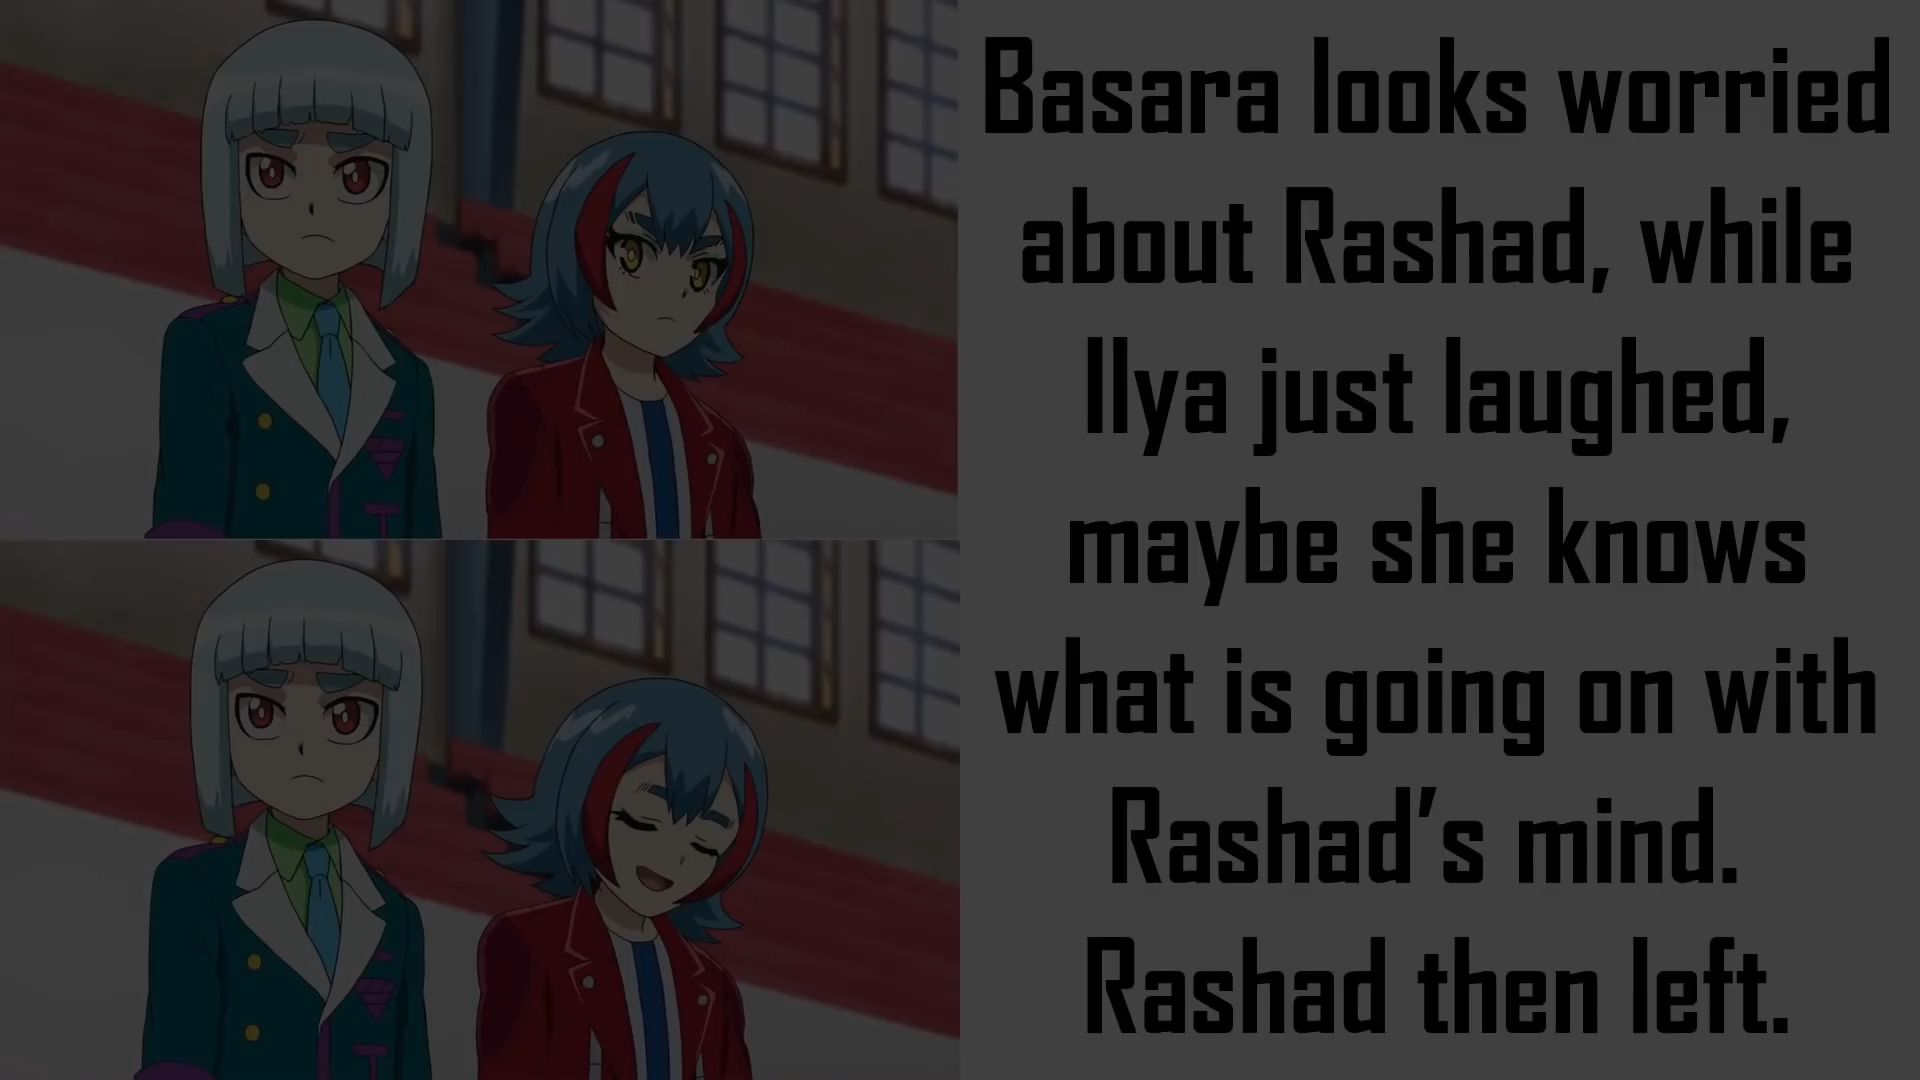 Basara looks worried
about Rashad, while
Ilya just laughed,
maybe she knows
what is going on with
Rashad’s mind.
Rashad then left.